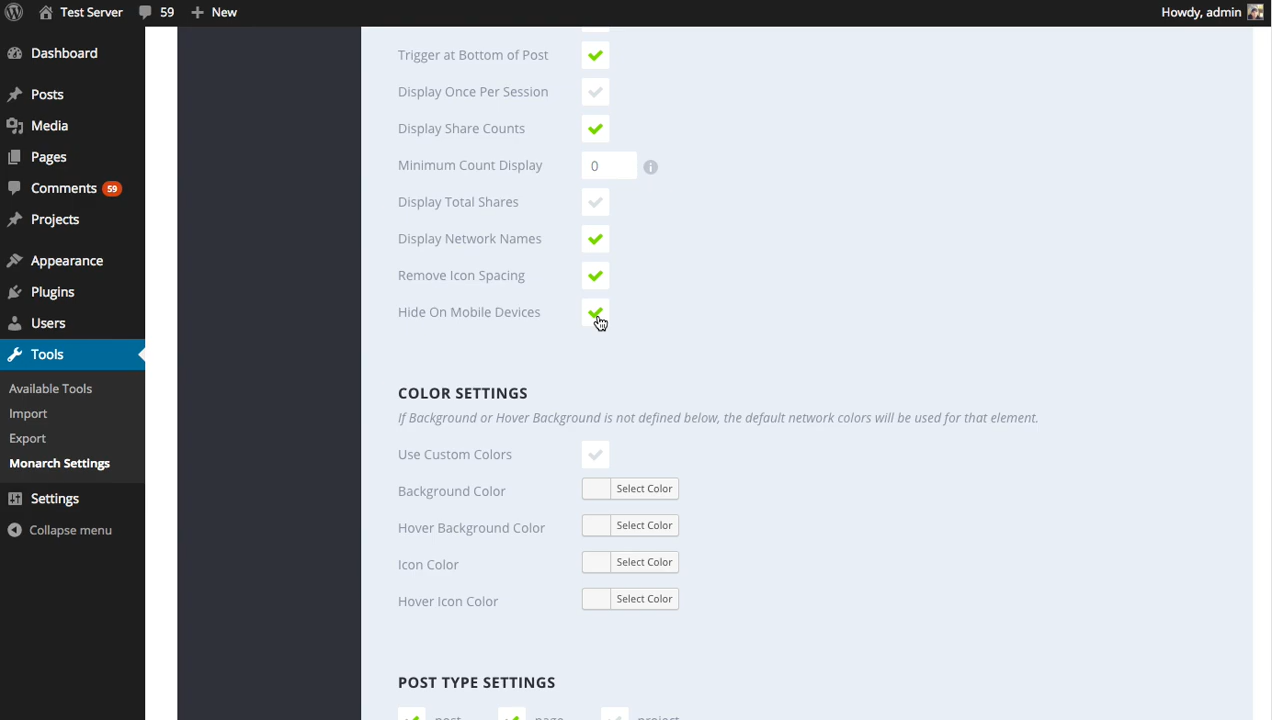 Test Server 59 New Howdy, admin
Dashboard
Posts
Media
Pages
Comments 59
Projects
Appearance
Plugins
Users
Tools
Available Tools
Import
Export
Monarch Settings
Settings
Collapse menu
Trigger at Bottom of Post
Display Once Per Session
Display Share Counts
Minimum Count Display 0
Display Total Shares
Display Network Names
Remove Icon Spacing
Hide On Mobile Devices
COLOR SETTINGS
If Background or Hover Background is not defined below, the default network colors will be used for that element.
Use Custom Colors
Background Color Select Color
Hover Background Color Select Color
Icon Color Select Color
Hover Icon Color Select Color
POST TYPE SETTINGS
post page project